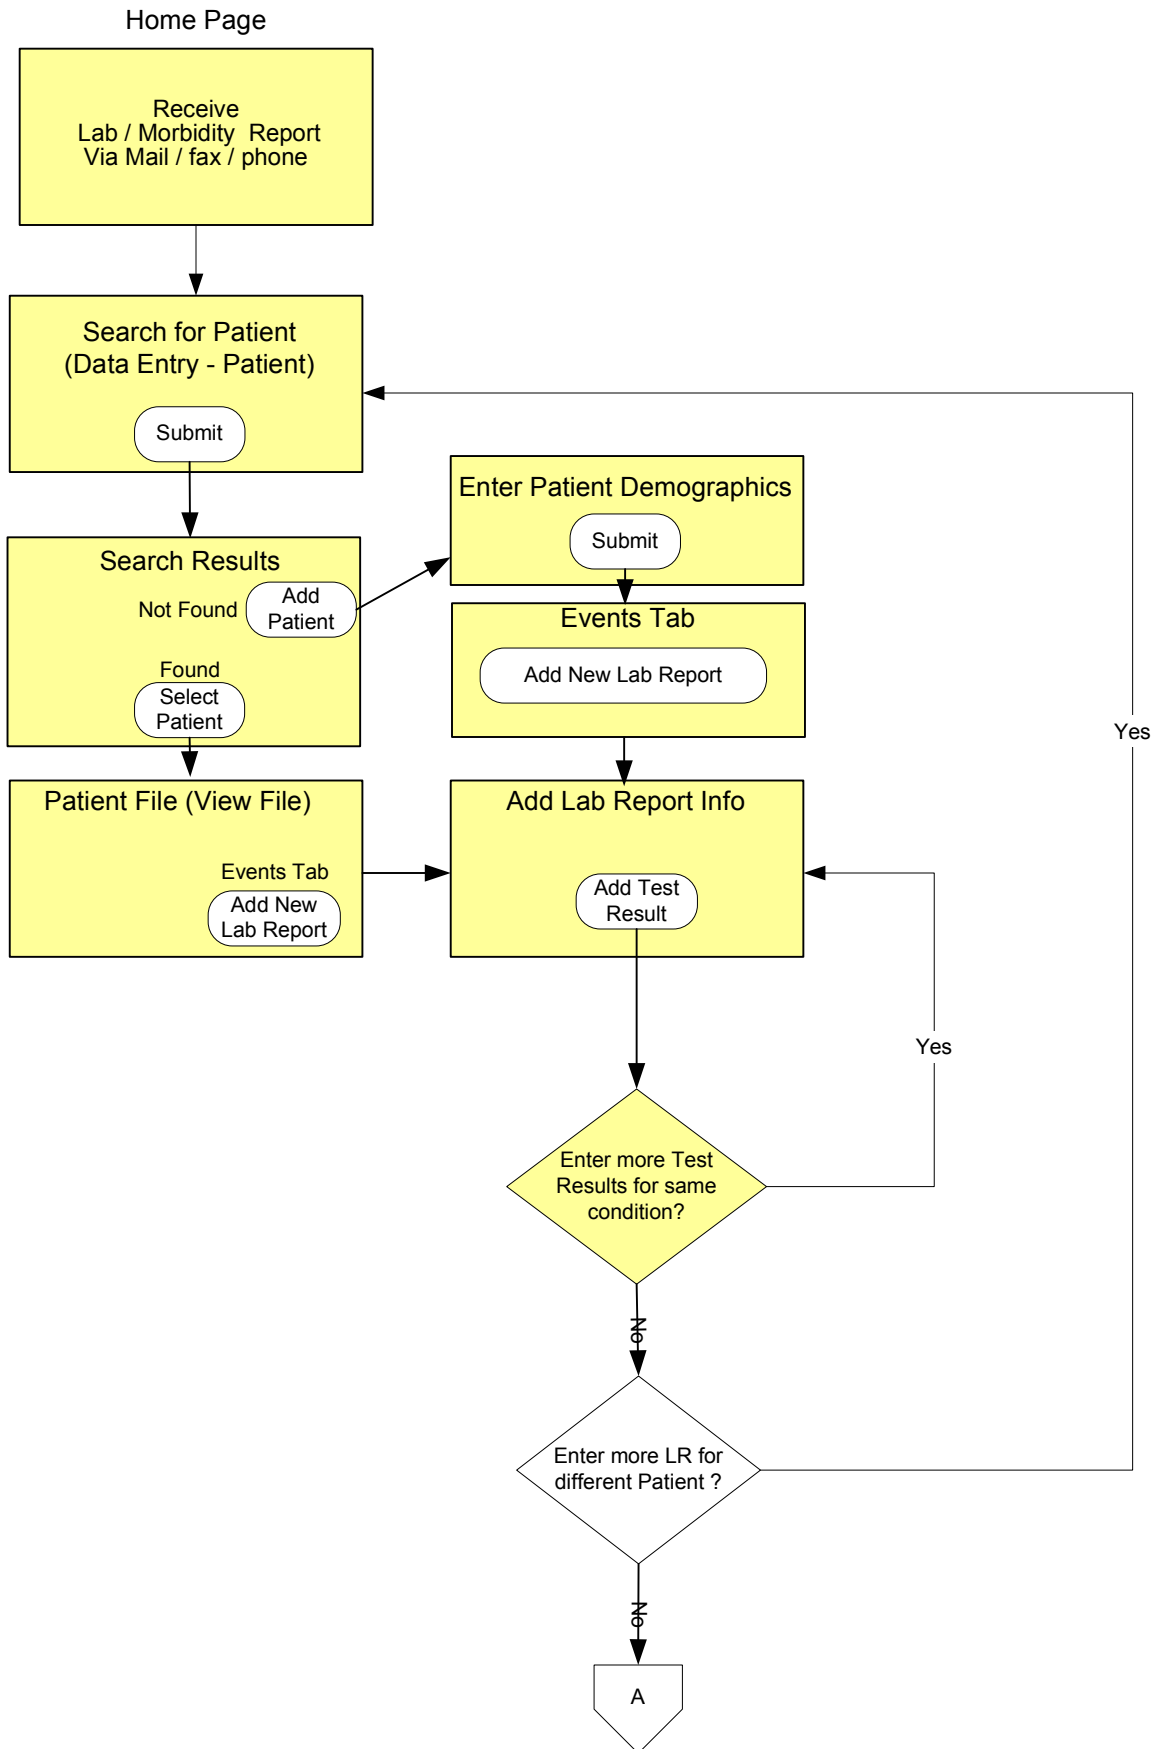 Home Page
Receive
Lab / Morbidity Report
Via Mail / fax / phone
Search for Patient
(Data Entry - Patient)
Submit
Search Results
Not Found
Add
Patient
Found
Select
Patient
Enter Patient Demographics
Submit
Events Tab
Add New Lab Report
Patient File (View File)
Events Tab
Add New
Lab Report
Add Lab Report Info
Add Test
Result
Yes
Yes
Enter more Test
Results for same
condition?
No
Enter more LR for
different Patient ?
No
A